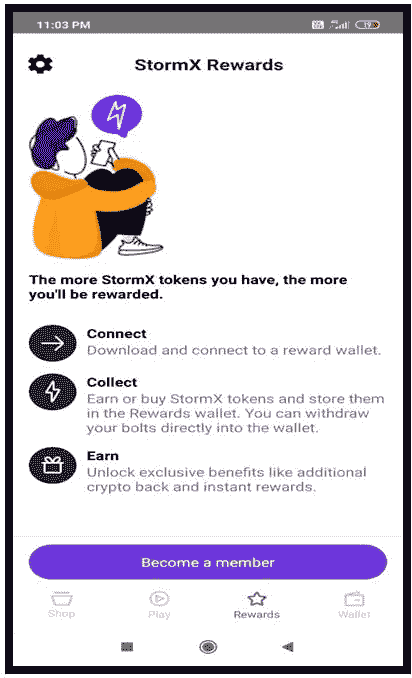 11:03 PM
19
StormX Rewards
The more StormX tokens you have, the more
you'll be rewarded.
Connect
Download and connect to a reward wallet.
Collect
Earn or buy StormX tokens and store them
in the Rewards wallet. You can withdraw
your bolts directly into the wallet.
Earn
Unlock exclusive benefits like additional
crypto back and instant rewards.
Become a member
Shop
Play
Rewards
Wallet